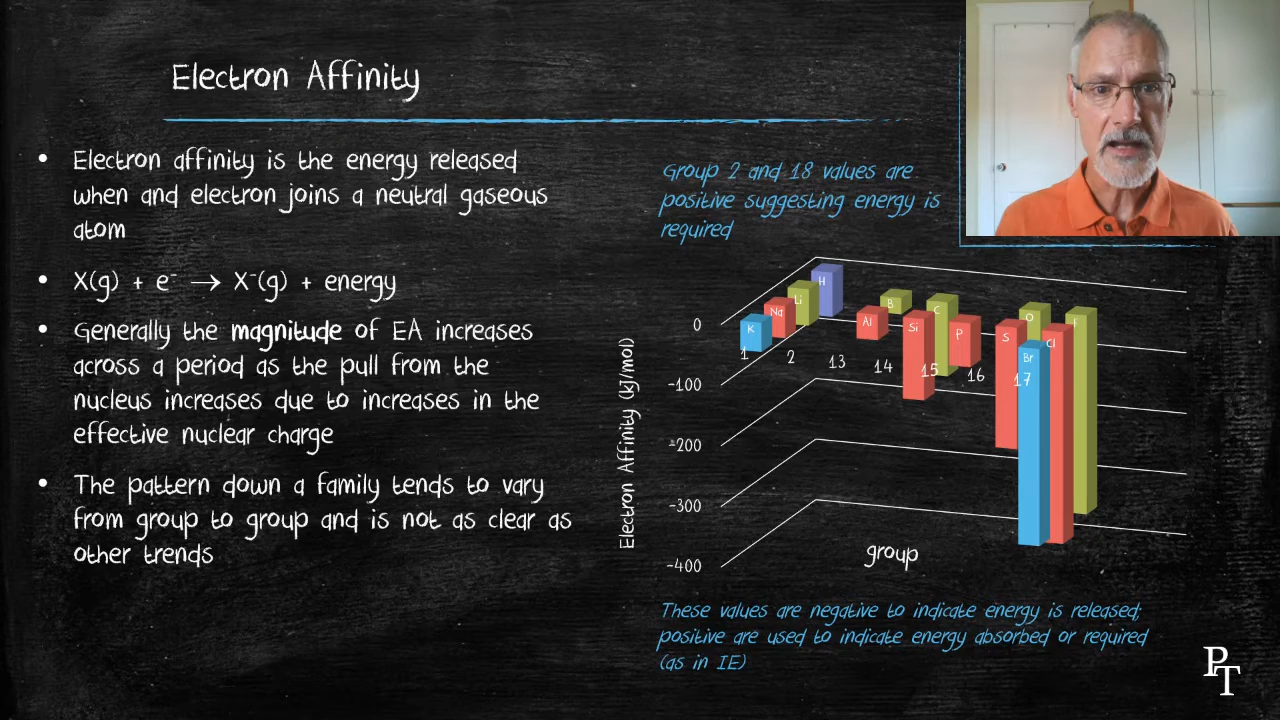 Electron Affinity
• Electron affinity is the energy released
when and electron joins a neutral gaseous
atom
• X(g) + e⁻ → X⁻(g) + energy
• Generally the magnitude of EA increases
across a period as the pull from the
nucleus increases due to increases in the
effective nuclear charge
• The pattern down a family tends to vary
from group to group and is not as clear as
other trends
Group 2 and 18 values are
positive suggesting energy is
required
Electron Affinity (kJ/mol)
0
-100
-200
-300
-400
H
Li
Na
K
B
Al
C
Si
P
O
S
F
Cl
Br
1 2 13 14 15 16 17
group
These values are negative to indicate energy is released;
positive are used to indicate energy absorbed or required
(as in IE)
PT